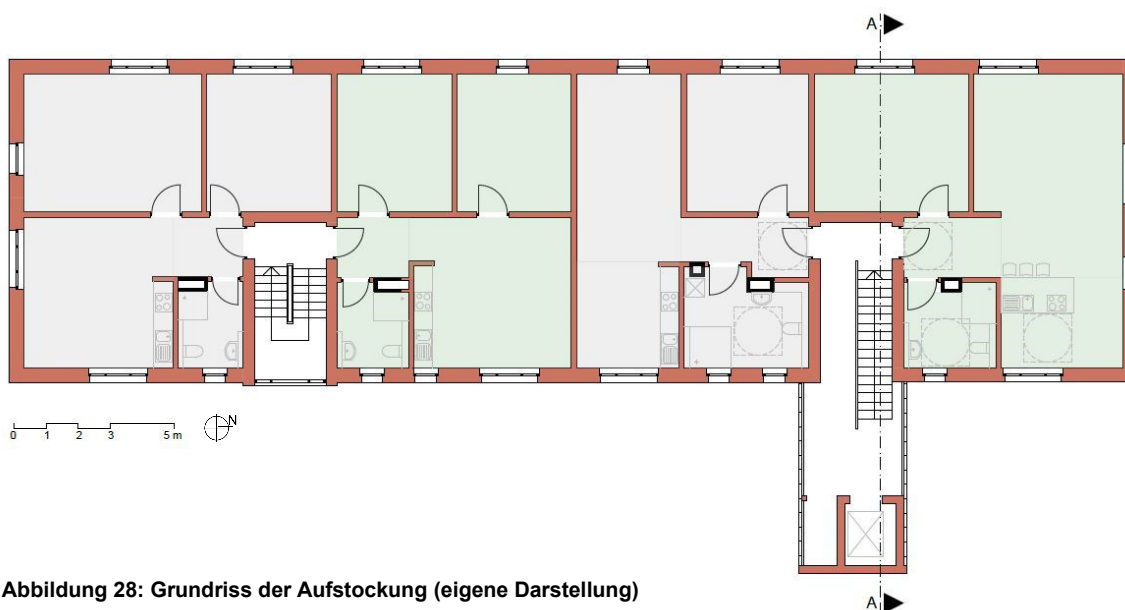 A
N
0 1 2 3 5 m
Abbildung 28: Grundriss der Aufstockung (eigene Darstellung)
A